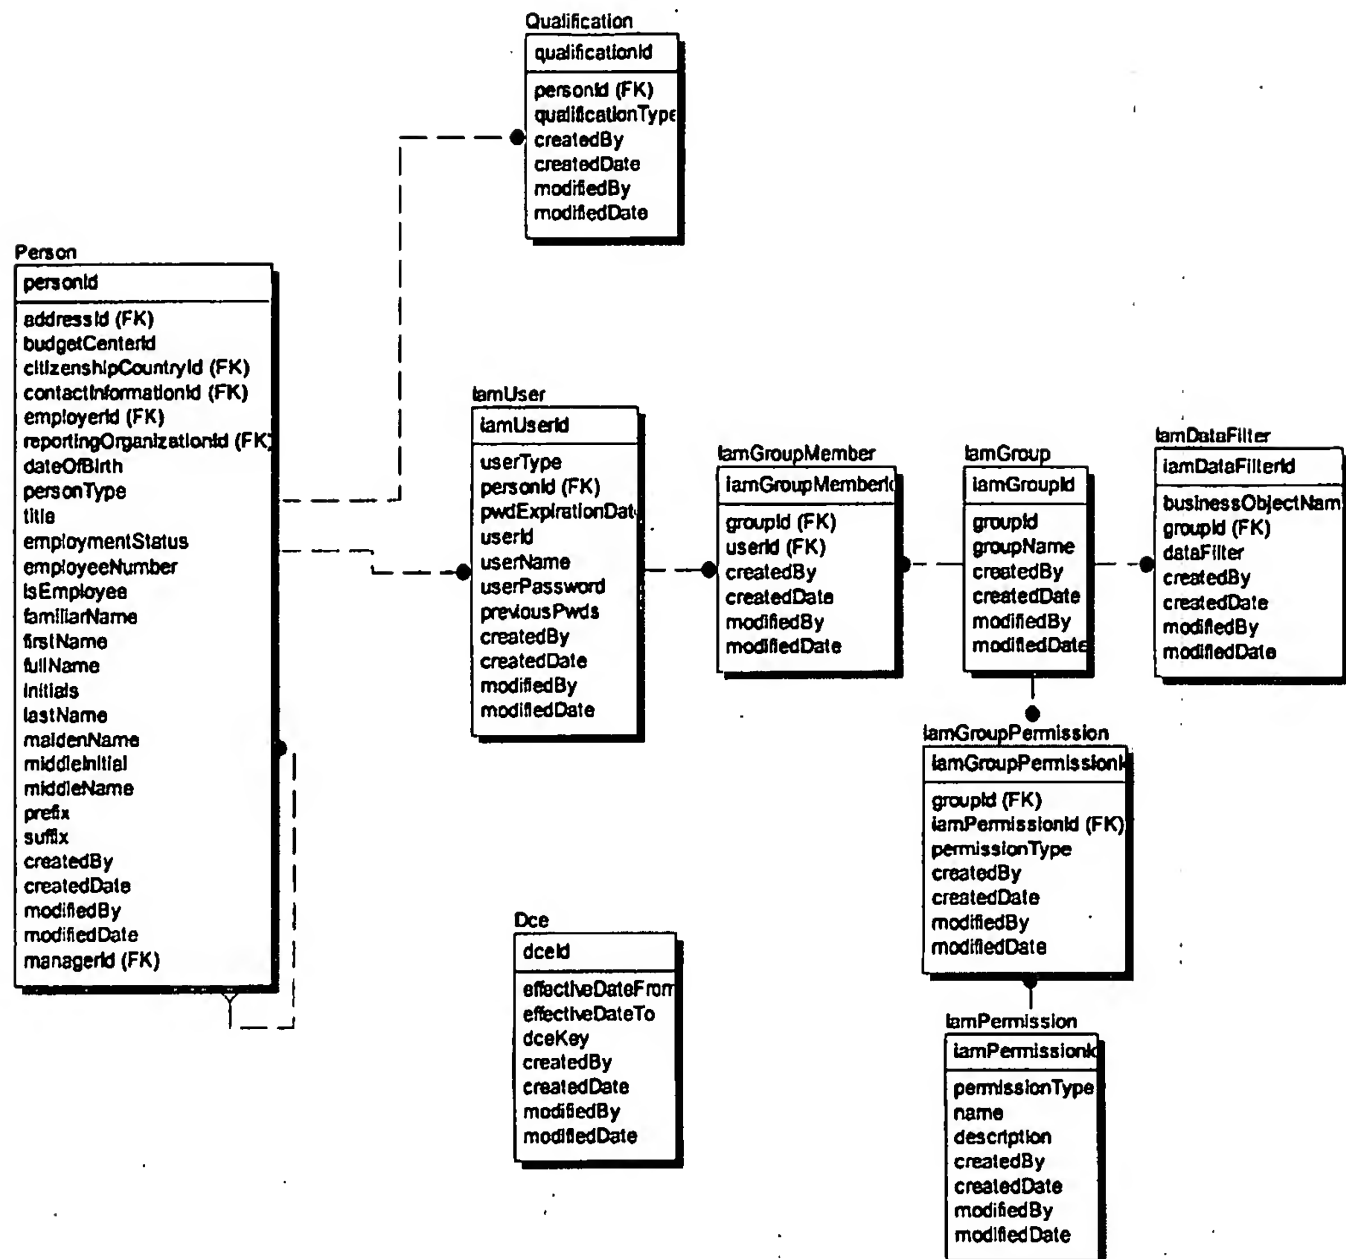 Qualification
qualificationId
personId (FK)
qualificationType
createdBy
createdDate
modifiedBy
modifiedDate
Person
personId
addressId (FK)
budgetCenterId
citizenshipCountryId (FK)
contactInformationId (FK)
employerId (FK)
reportingOrganizationId (FK)
dateOfBirth
personType
title
employmentStatus
employeeNumber
isEmployee
familiarName
firstName
fullName
initials
lastName
maidenName
middleInitial
middleName
prefix
suffix
createdBy
createdDate
modifiedBy
modifiedDate
managerId (FK)
IamUser
iamUserId
userType
personId (FK)
pwdExpirationDat
userId
userName
userPassword
previousPwds
createdBy
createdDate
modifiedBy
modifiedDate
IamGroupMember
iamGroupMemberId
groupId (FK)
userId (FK)
createdBy
createdDate
modifiedBy
modifiedDate
IamGroup
iamGroupId
groupId
groupName
createdBy
createdDate
modifiedBy
modifiedDate
IamDataFilter
iamDataFilterId
businessObjectNam
groupId (FK)
dataFilter
createdBy
createdDate
modifiedBy
modifiedDate
IamGroupPermission
iamGroupPermissionI
groupId (FK)
iamPermissionId (FK)
permissionType
createdBy
createdDate
modifiedBy
modifiedDate
Dce
dceId
effectiveDateFrom
effectiveDateTo
dceKey
createdBy
createdDate
modifiedBy
modifiedDate
IamPermission
iamPermissionId
permissionType
name
description
createdBy
createdDate
modifiedBy
modifiedDate